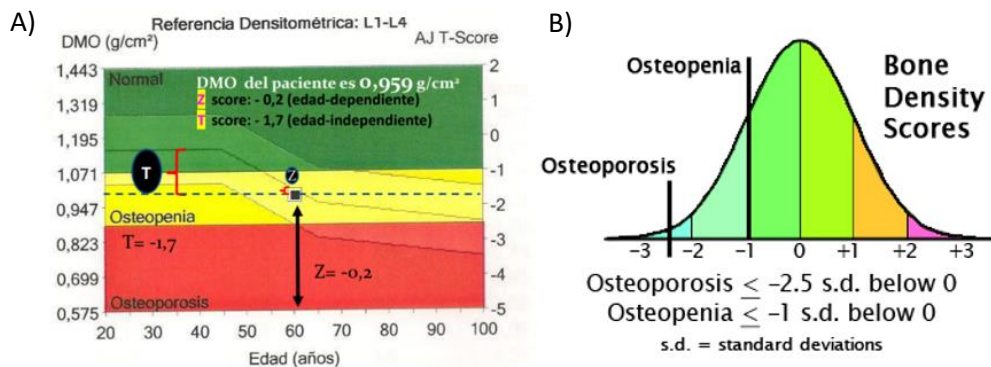 A)
Referencia Densitométrica: L1-L4
DMO (g/cm²)
AJ T-Score
1,443
1,319
1,195
1,071
0,947
0,823
0,699
0,575
Normal
DMO del paciente es 0,959 g/cm²
Z score: - 0,2 (edad-dependiente)
T score: - 1,7 (edad-independiente)
T
Z
Osteopenia
T= -1,7
Z= -0,2
Osteoporosis
2
1
0
-1
-2
-3
-4
-5
20 30 40 50 60 70 80 90 100
Edad (años)
B)
Osteopenia
Osteoporosis
Bone
Density
Scores
-3 -2 -1 0 +1 +2 +3
Osteoporosis ≤ -2.5 s.d. below 0
Osteopenia ≤ -1 s.d. below 0
s.d. = standard deviations